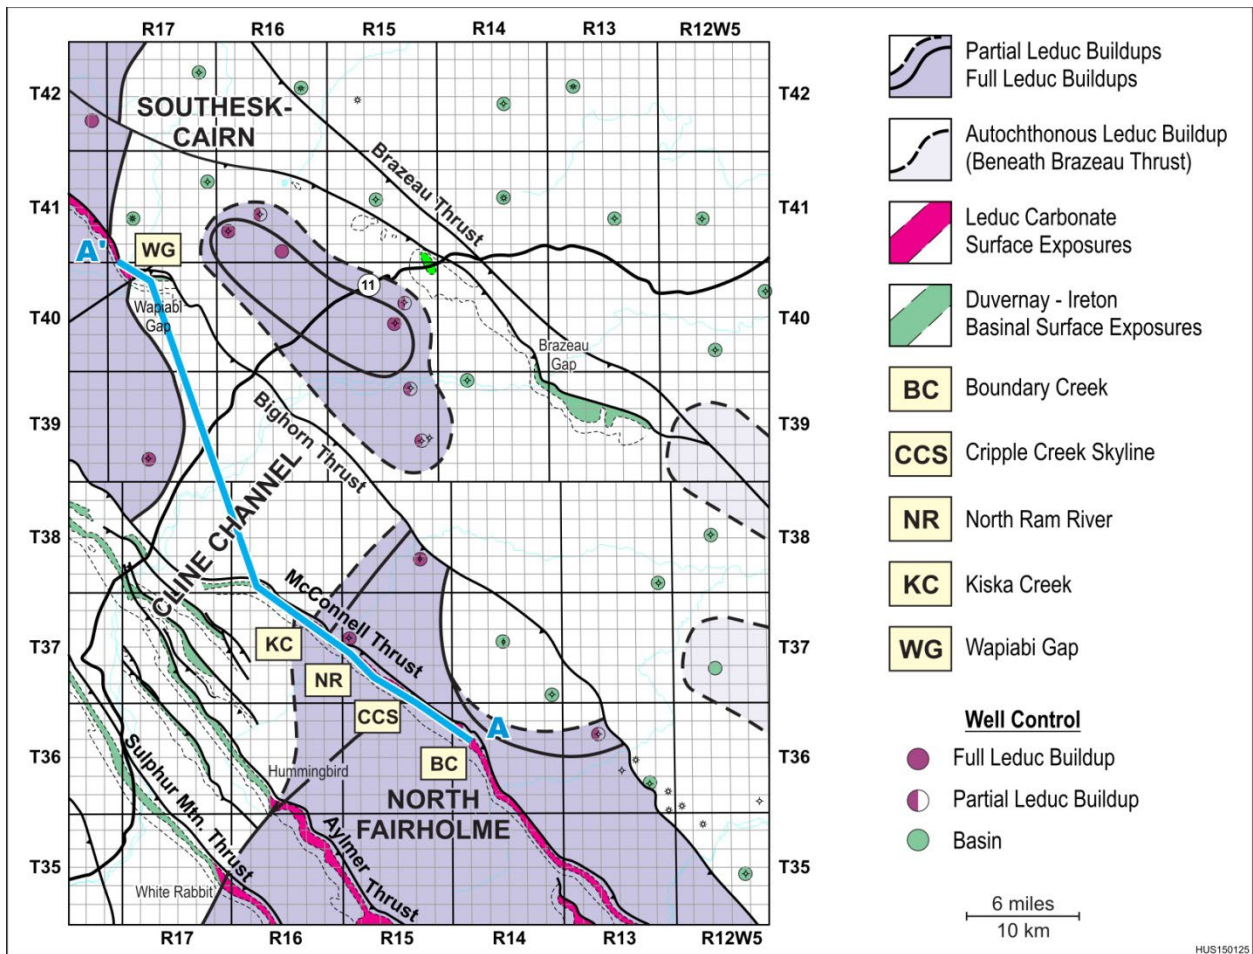 R17 R16 R15 R14 R13 R12W5
T42
T41
T40
T39
T38
T37
T36
T35
T42
T41
T40
T39
T38
T37
T36
T35
SOUTHESK-
CAIRN
Brazeau Thrust
A'
WG
Wapiabi
Gap
11
Brazeau
Gap
Bighorn Thrust
CLINE CHANNEL
McConnell Thrust
KC
NR
CCS
A
BC
Hummingbird
NORTH
FAIRHOLME
Sulphur Mtn. Thrust
Aylmer Thrust
White Rabbit
R17 R16 R15 R14 R13 R12W5
Partial Leduc Buildups
Full Leduc Buildups
Autochthonous Leduc Buildup
(Beneath Brazeau Thrust)
Leduc Carbonate
Surface Exposures
Duvernay - Ireton
Basinal Surface Exposures
BC Boundary Creek
CCS Cripple Creek Skyline
NR North Ram River
KC Kiska Creek
WG Wapiabi Gap
Well Control
Full Leduc Buildup
Partial Leduc Buildup
Basin
6 miles
10 km
HUS150125